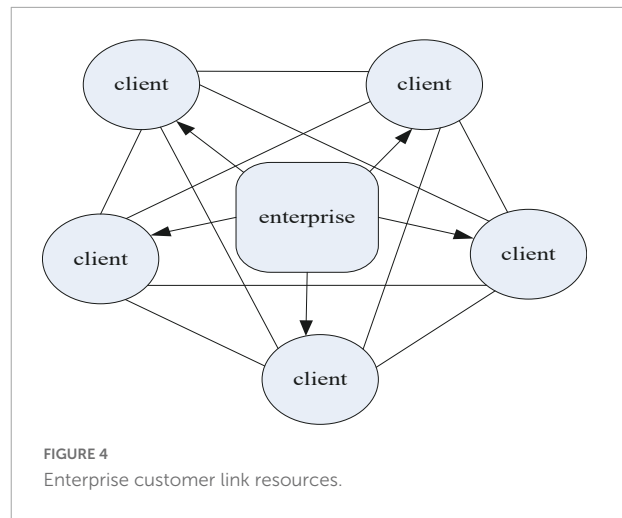 client
client
enterprise
client
client
client
FIGURE 4
Enterprise customer link resources.